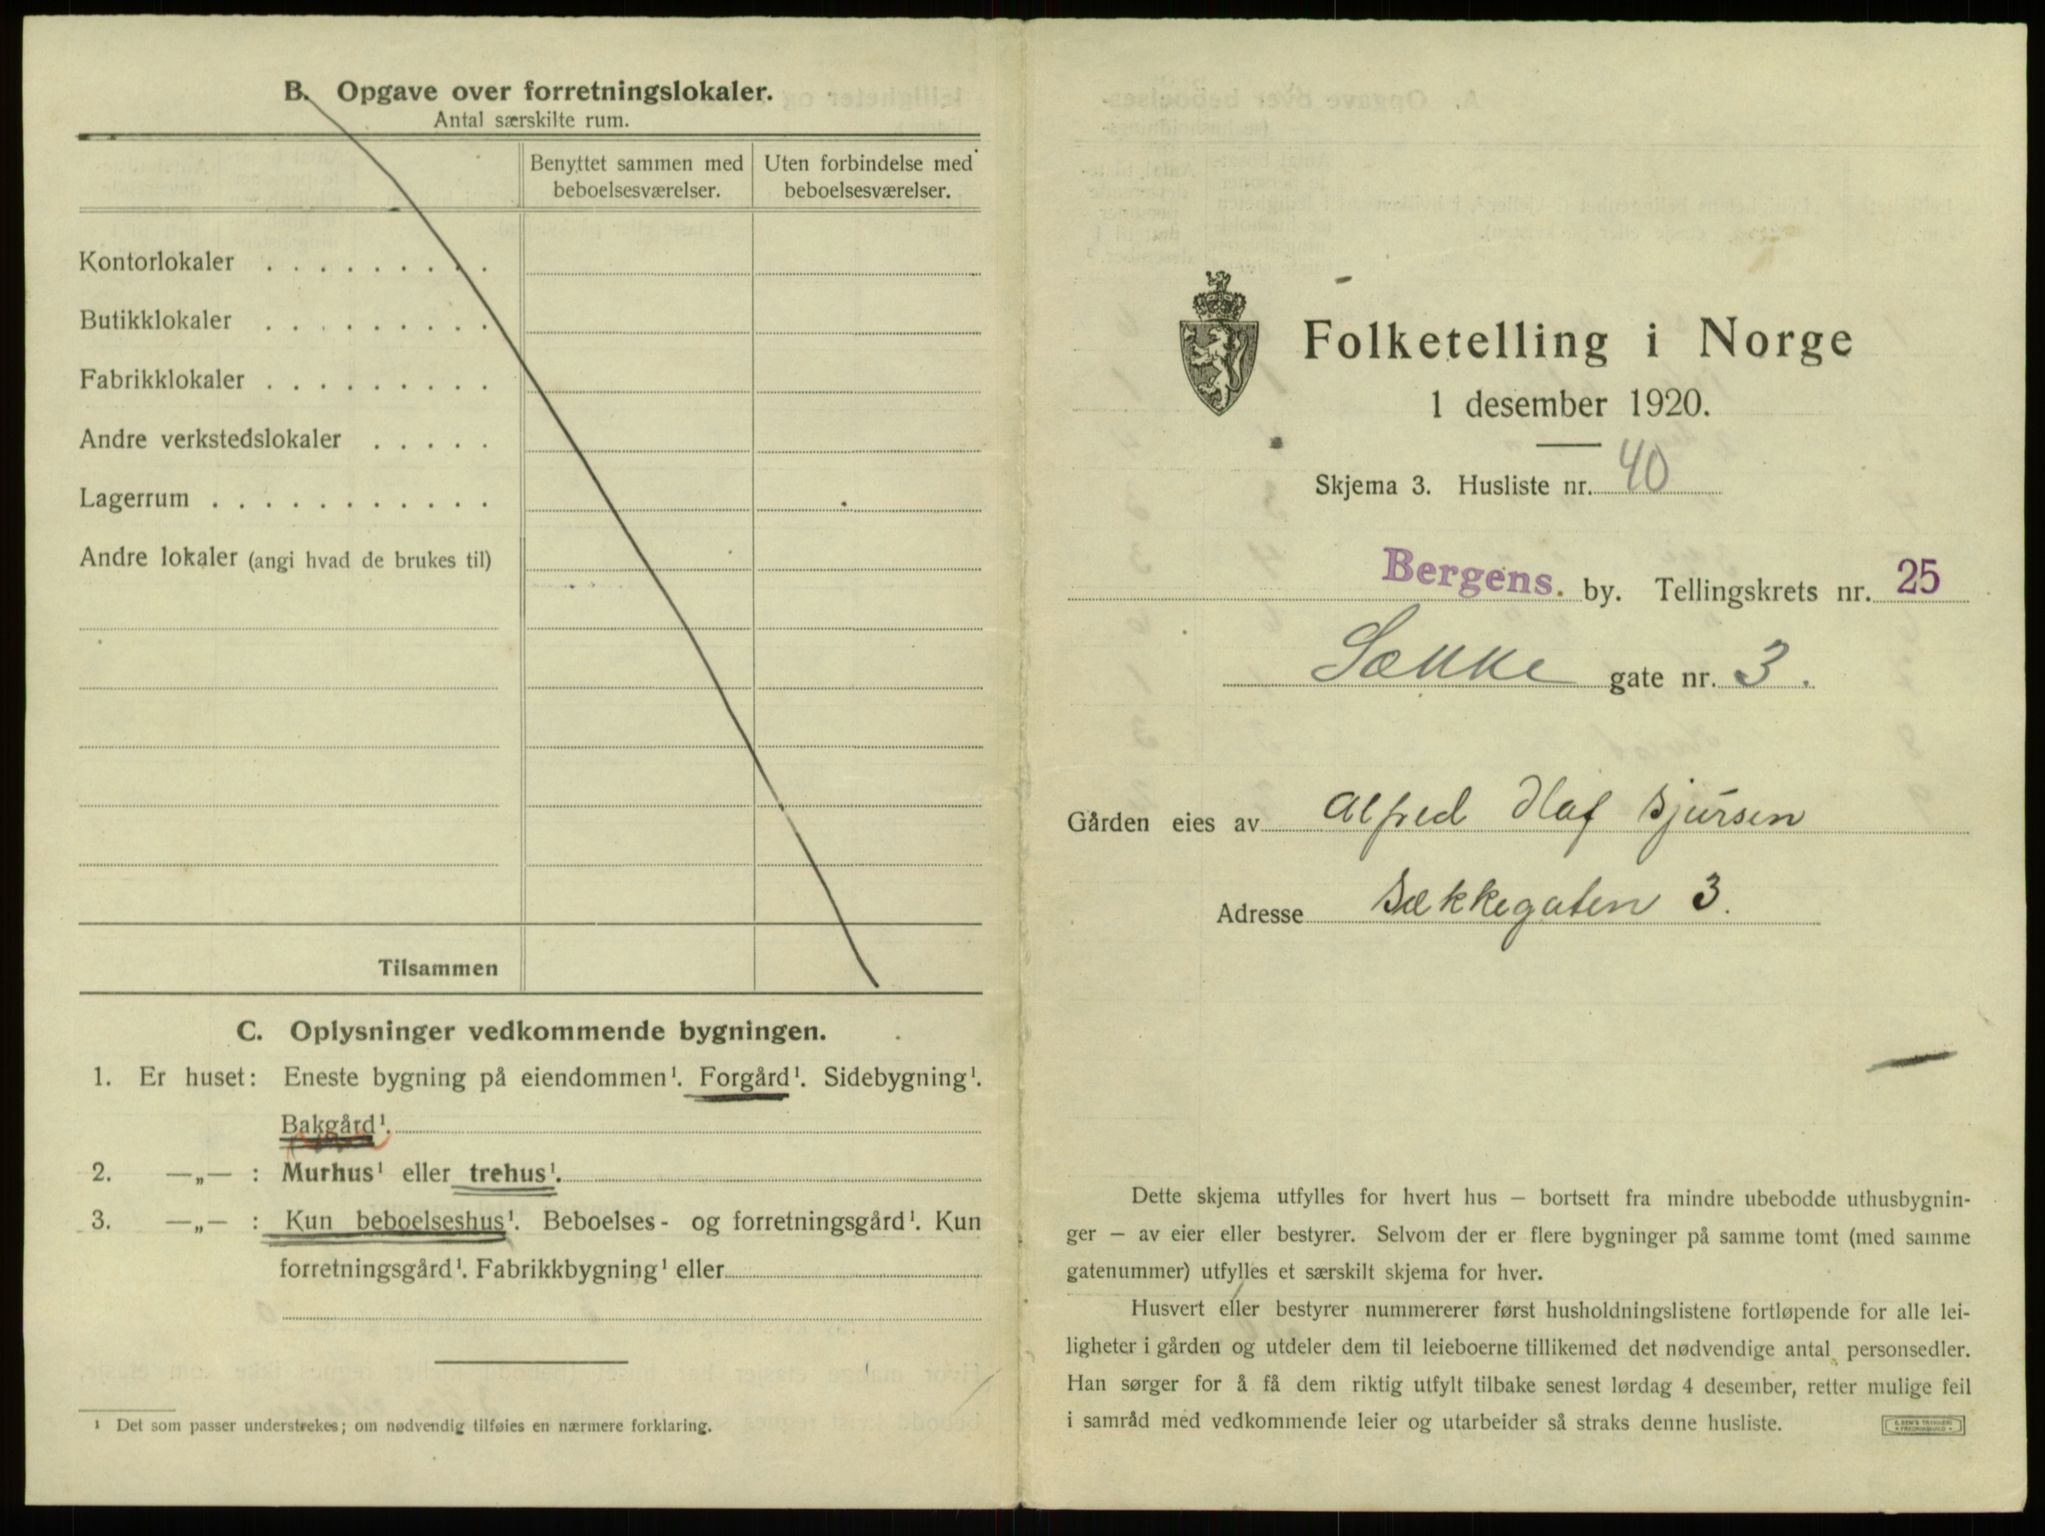 B. Opgave over forretningslokaler.
Antal særskilte rum.
Benyttet sammen med beboelsesværelser.
Uten forbindelse med beboelsesværelser.
Kontorlokaler . . . . . . . . .
Butikklokaler . . . . . . . . .
Fabrikklokaler . . . . . . . . .
Andre verkstedslokaler . . . . .
Lagerrum . . . . . . . . . . .
Andre lokaler (angi hvad de brukes til)
Tilsammen
C. Oplysninger vedkommende bygningen.
1. Er huset: Eneste bygning på eiendommen¹. Forgård¹. Sidebygning¹.
Bakgård¹.
2. —„— : Murhus¹ eller trehus¹.
3. —„— : Kun beboelseshus¹. Beboelses- og forretningsgård¹. Kun
forretningsgård¹. Fabrikkbygning¹ eller
¹ Det som passer understrekes; om nødvendig tilføies en nærmere forklaring.
Folketelling i Norge
1 desember 1920.
Skjema 3. Husliste nr. 40
Bergens. by. Tellingskrets nr. 25
Sække gate nr. 3.
Gården eies av Alfred Olaf Sjursen
Adresse Sækkegaten 3.
Dette skjema utfylles for hvert hus – bortsett fra mindre ubebodde uthusbygnin-
ger – av eier eller bestyrer. Selvom der er flere bygninger på samme tomt (med samme
gatenummer) utfylles et særskilt skjema for hver.
Husvert eller bestyrer nummererer først husholdningslistene fortløpende for alle lei-
ligheter i gården og utdeler dem til leieboerne tillikemed det nødvendige antal personsedler.
Han sørger for å få dem riktig utfylt tilbake senest lørdag 4 desember, retter mulige feil
i samråd med vedkommende leier og utarbeider så straks denne husliste.